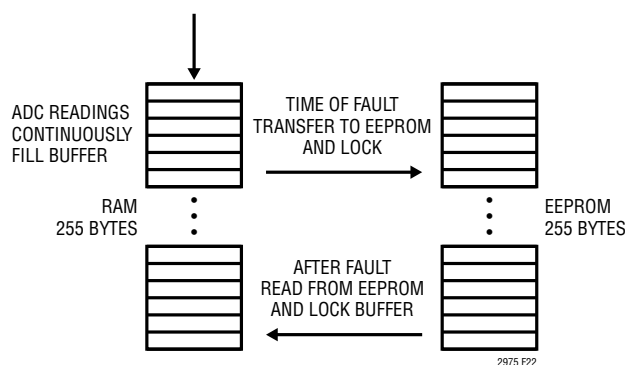 ADC READINGS
CONTINUOUSLY
FILL BUFFER
TIME OF FAULT
TRANSFER TO EEPROM
AND LOCK
RAM
255 BYTES
EEPROM
255 BYTES
AFTER FAULT
READ FROM EEPROM
AND LOCK BUFFER
2975 F22